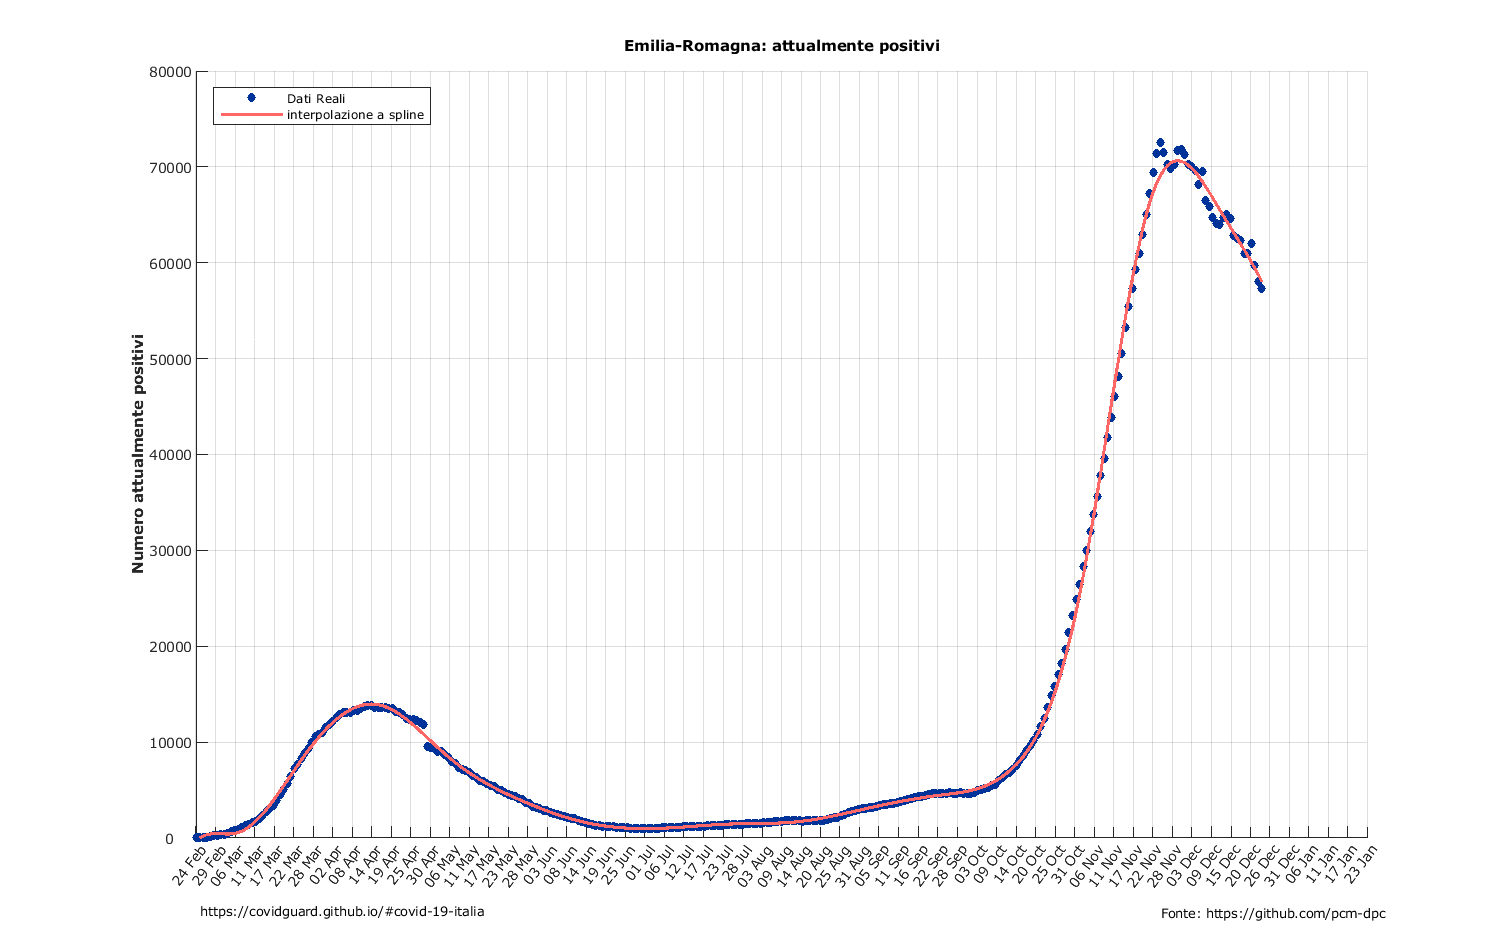 Emilia-Romagna: attualmente positivi
Dati Reali
interpolazione a spline
Numero attualmente positivi
80000
70000
60000
50000
40000
30000
20000
10000
0
24 Feb
29 Feb
06 Mar
11 Mar
17 Mar
22 Mar
28 Mar
02 Apr
08 Apr
14 Apr
19 Apr
25 Apr
30 Apr
06 May
11 May
17 May
23 May
28 May
03 Jun
08 Jun
14 Jun
19 Jun
25 Jun
01 Jul
06 Jul
12 Jul
17 Jul
23 Jul
28 Jul
03 Aug
09 Aug
14 Aug
20 Aug
25 Aug
31 Aug
05 Sep
11 Sep
16 Sep
22 Sep
28 Sep
03 Oct
09 Oct
14 Oct
20 Oct
25 Oct
31 Oct
06 Nov
11 Nov
17 Nov
22 Nov
28 Nov
03 Dec
09 Dec
15 Dec
20 Dec
26 Dec
31 Dec
06 Jan
11 Jan
17 Jan
23 Jan
https://covidguard.github.io/#covid-19-italia
Fonte: https://github.com/pcm-dpc